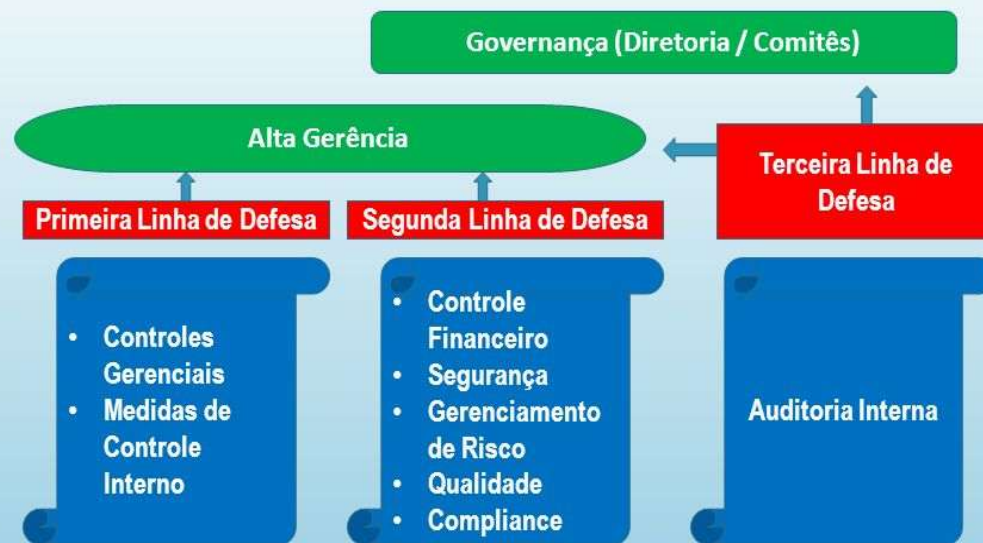 Governança (Diretoria / Comitês)
Alta Gerência
Terceira Linha de
Defesa
Primeira Linha de Defesa
Segunda Linha de Defesa
• Controles
Gerenciais
• Medidas de
Controle
Interno
• Controle
Financeiro
• Segurança
• Gerenciamento
de Risco
• Qualidade
• Compliance
Auditoria Interna